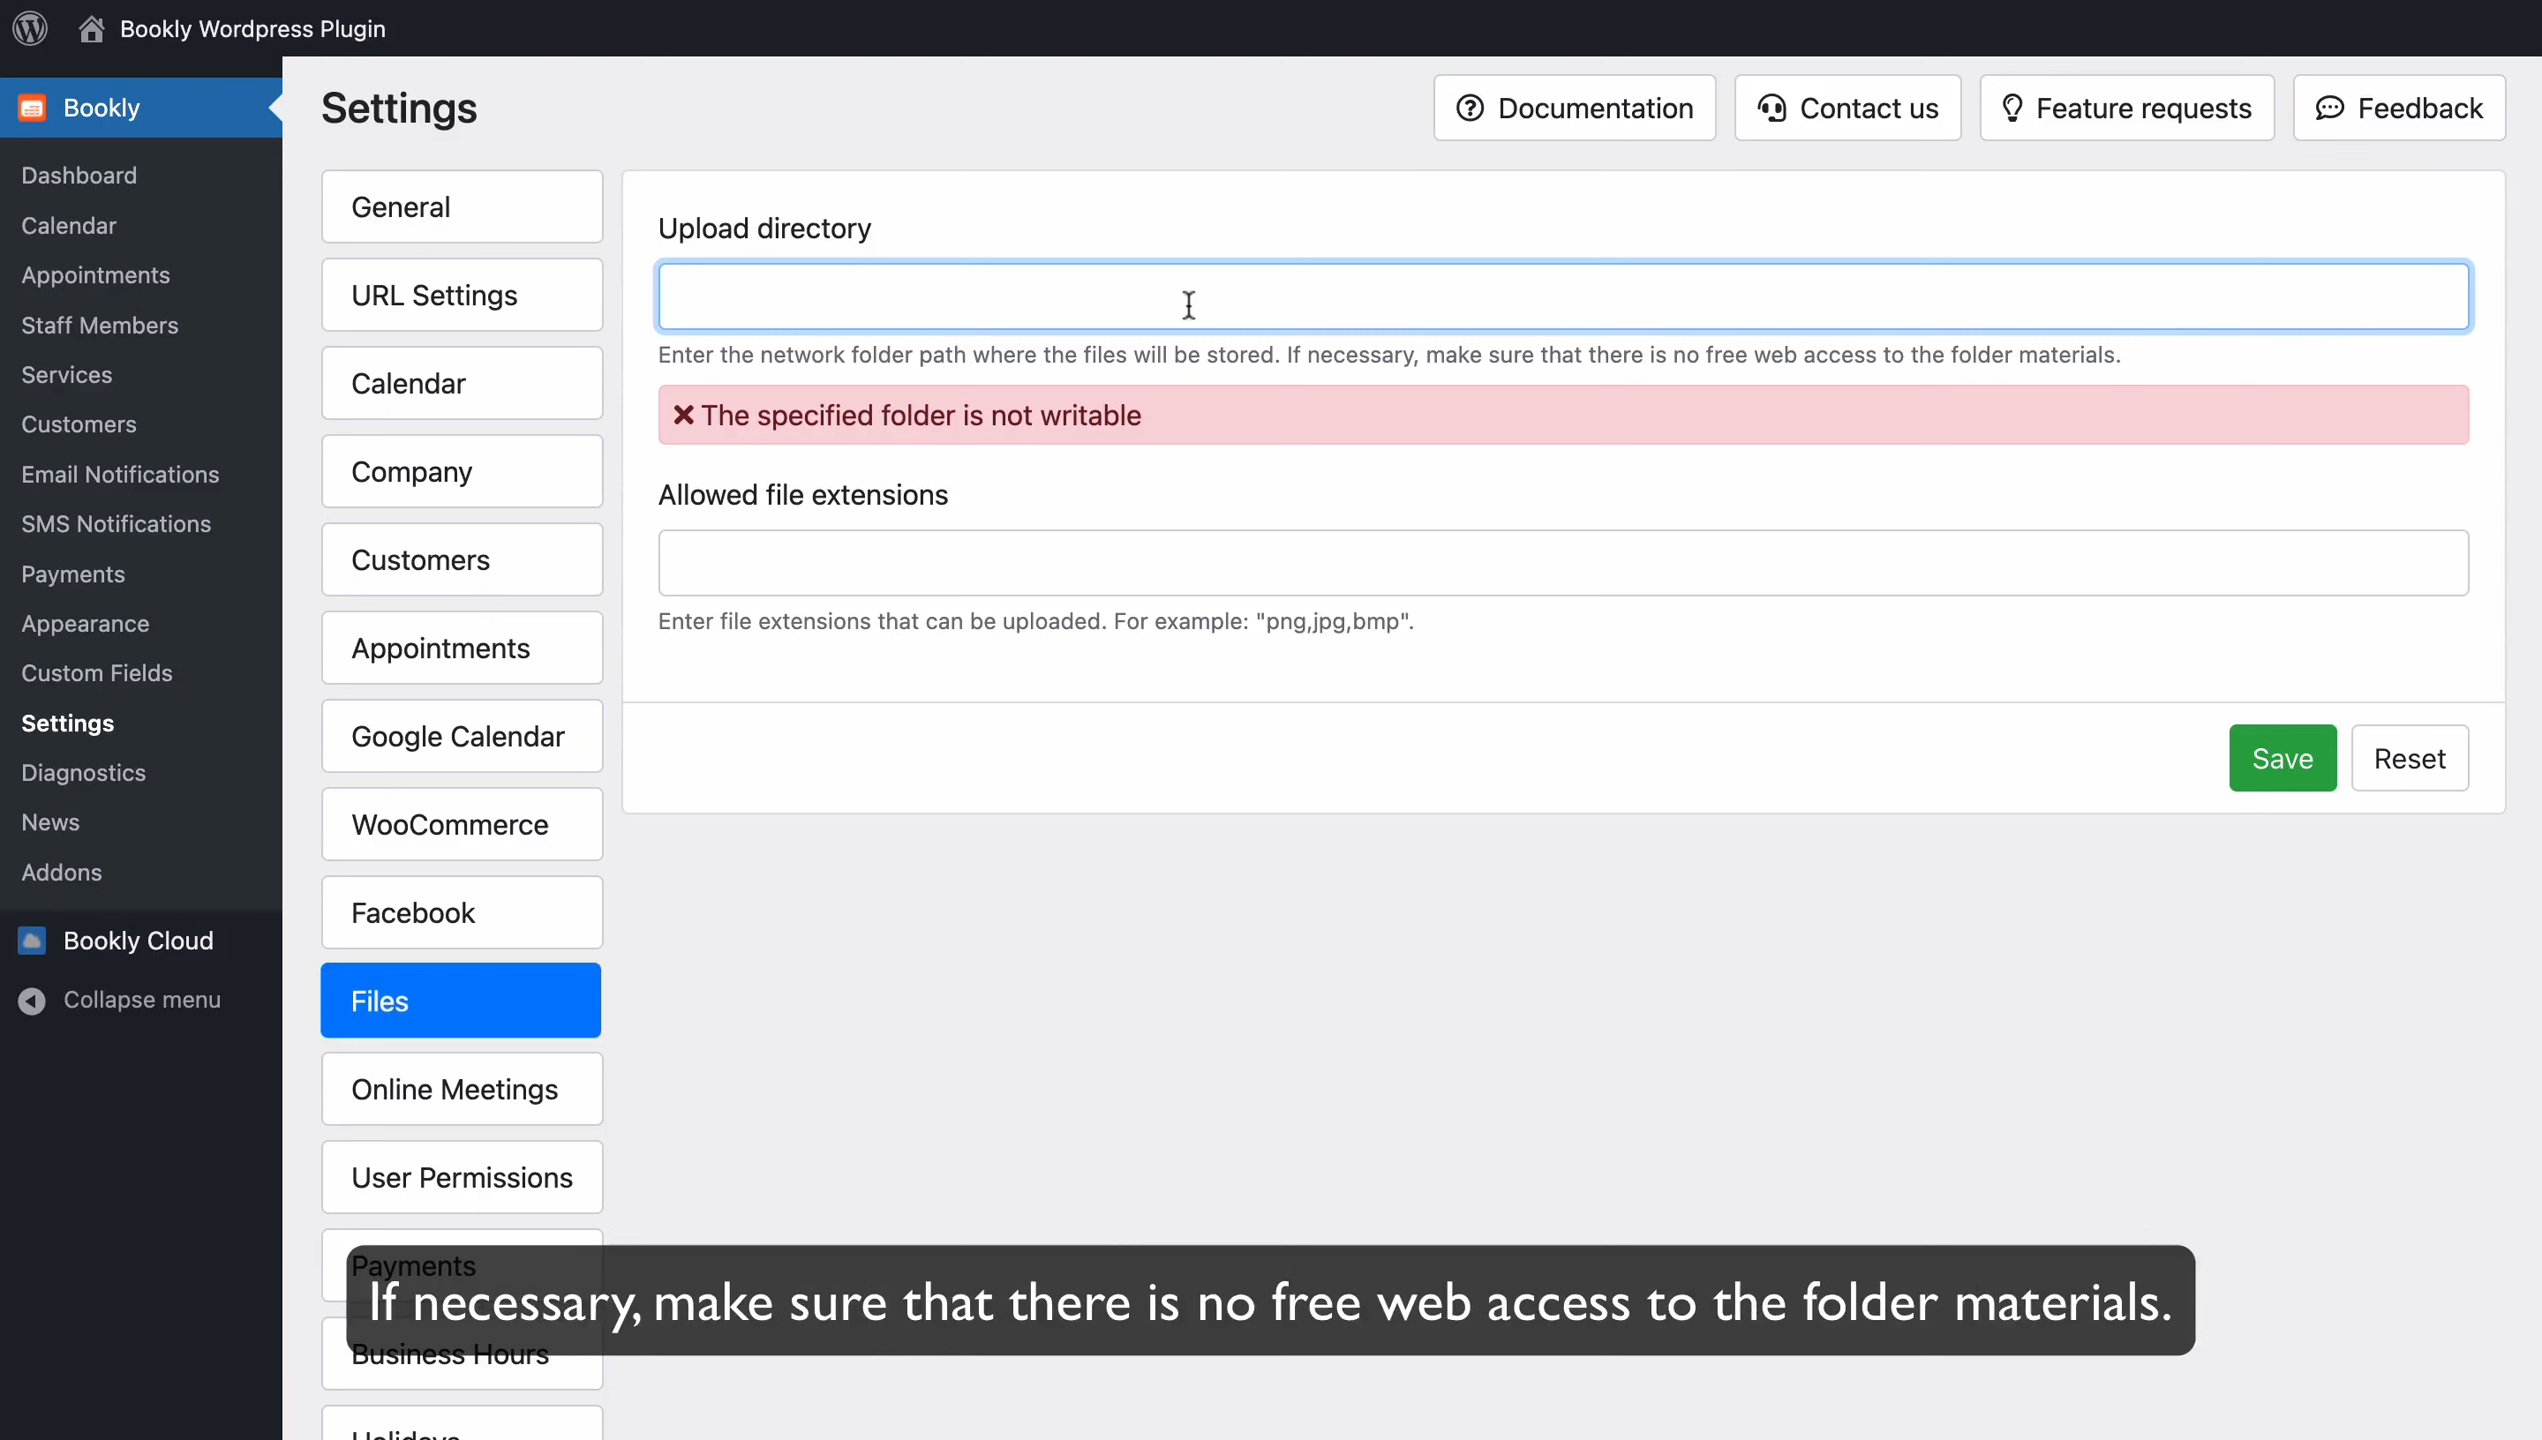 Bookly Wordpress Plugin
Bookly
Dashboard
Calendar
Appointments
Staff Members
Services
Customers
Email Notifications
SMS Notifications
Payments
Appearance
Custom Fields
Settings
Diagnostics
News
Addons
Bookly Cloud
Collapse menu
Settings
Documentation
Contact us
Feature requests
Feedback
General
URL Settings
Calendar
Company
Customers
Appointments
Google Calendar
WooCommerce
Facebook
Files
Online Meetings
User Permissions
Payments
Business Hours
Holidays
Upload directory
Enter the network folder path where the files will be stored. If necessary, make sure that there is no free web access to the folder materials.
The specified folder is not writable
Allowed file extensions
Enter file extensions that can be uploaded. For example: "png,jpg,bmp".
Save
Reset
If necessary, make sure that there is no free web access to the folder materials.